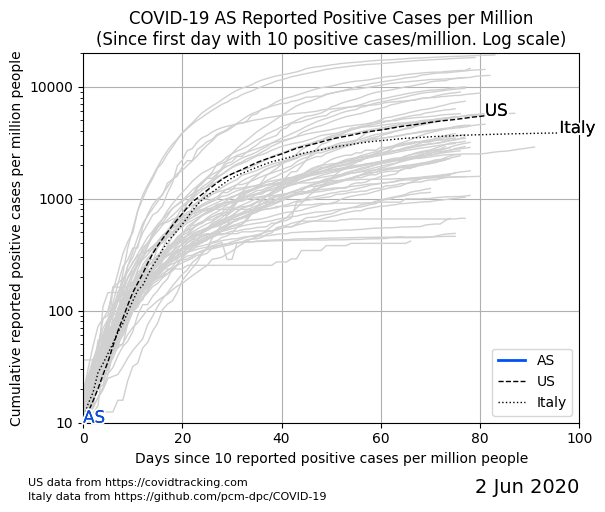 COVID-19 AS Reported Positive Cases per Million
(Since first day with 10 positive cases/million. Log scale)
Cumulative reported positive cases per million people
10000
1000
100
10
US
Italy
AS
AS
US
Italy
0
20
40
60
80
100
Days since 10 reported positive cases per million people
US data from https://covidtracking.com
Italy data from https://github.com/pcm-dpc/COVID-19
2 Jun 2020